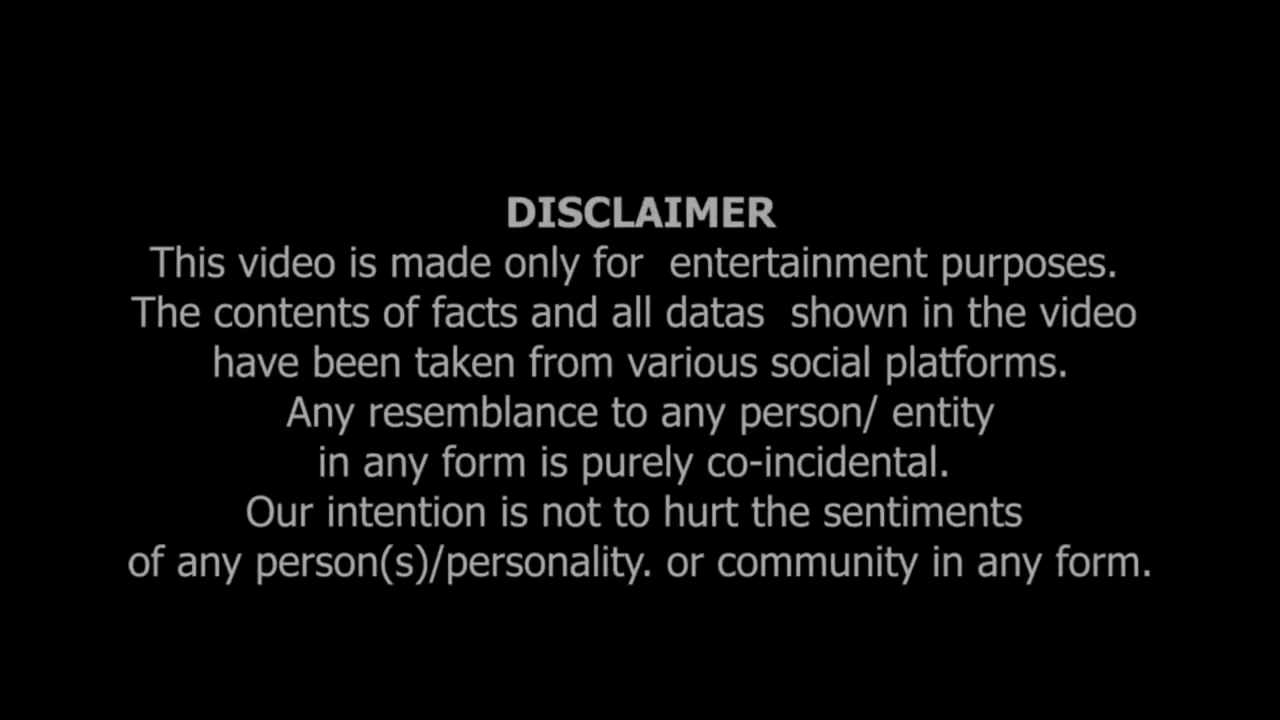 DISCLAIMER
This video is made only for  entertainment purposes.
The contents of facts and all datas  shown in the video
have been taken from various social platforms.
Any resemblance to any person/ entity
in any form is purely co-incidental.
Our intention is not to hurt the sentiments
of any person(s)/personality. or community in any form.